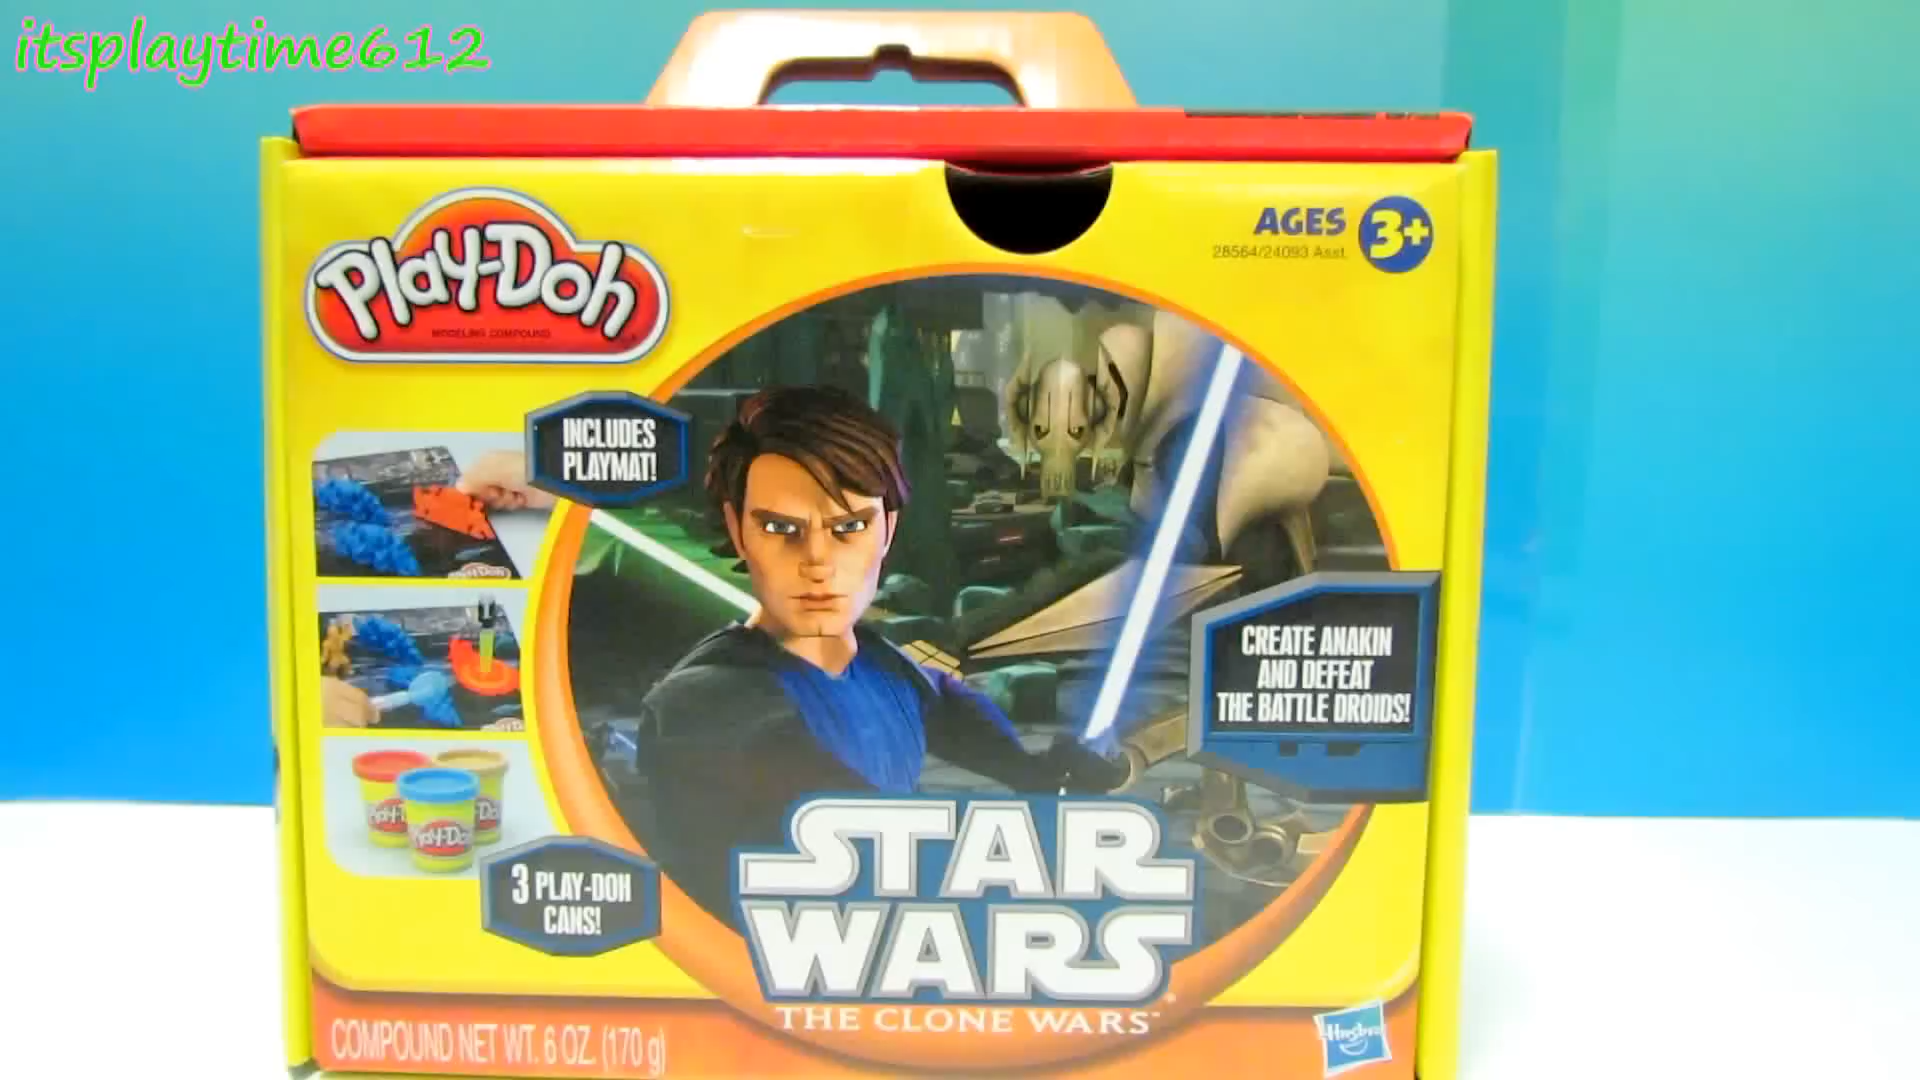 itsplaytime612
PLAY-DOH
MODELING COMPOUND
AGES 3+
28564/24093 Asst.
INCLUDES
PLAYMAT!
CREATE ANAKIN
AND DEFEAT
THE BATTLE DROIDS!
3 PLAY-DOH
CANS!
STAR
WARS
THE CLONE WARS
COMPOUND NET WT. 6 OZ. (170 g)
Hasbro